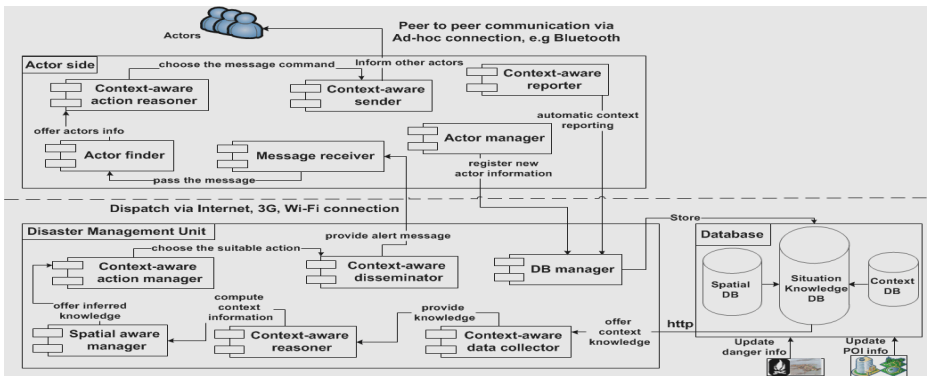 Actors
Peer to peer communication via
Ad-hoc connection, e.g Bluetooth
Actor side
choose the message command
Inform other actors
Context-aware
action reasoner
Context-aware
sender
Context-aware
reporter
automatic context
reporting
offer actors info
Actor finder
Message receiver
Actor manager
register new
actor information
pass the message
Dispatch via Internet, 3G, Wi-Fi connection
Disaster Management Unit
provide alert message
choose the suitable action
Context-aware
action manager
Context-aware
disseminator
DB manager
Store
Database
Spatial
DB
Situation
Knowledge
DB
Context
DB
offer inferred
knowledge
compute
context
information
provide
knowledge
offer
context
knowledge
http
Spatial aware
manager
Context-aware
reasoner
Context-aware
data collector
Update
danger info
Update
POI info